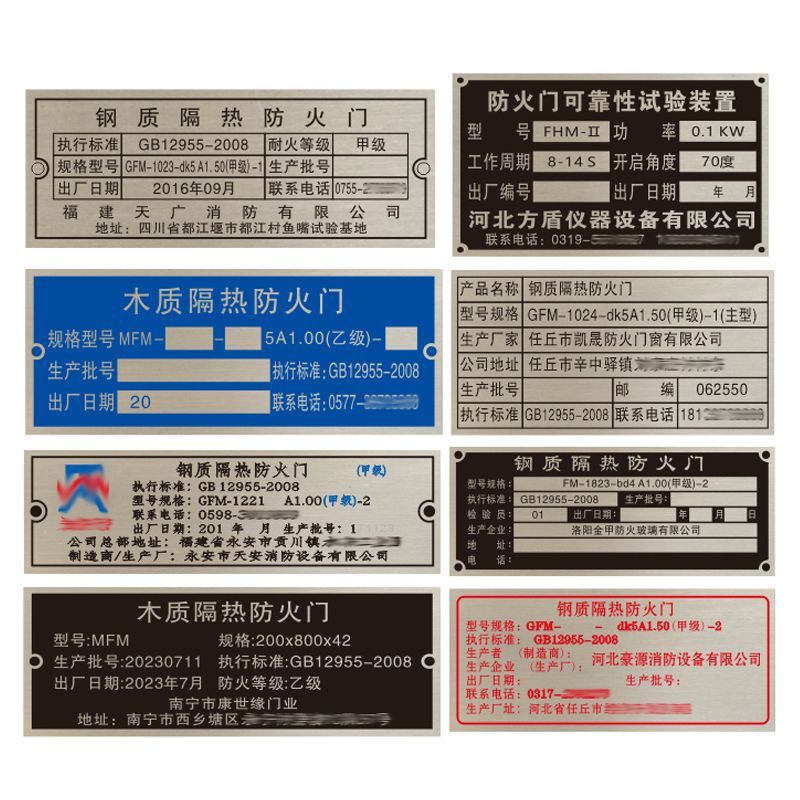 钢质隔热防火门
执行标准 GB12955-2008 耐火等级 甲级
规格型号 GFM-1023-dk5 A1.50(甲级)-1 生产批号
出厂日期 2016年09月 联系电话 0755-
福建天广消防有限公司
地址：四川省都江堰市都江村鱼嘴试验基地
防火门可靠性试验装置
型号 FHM-II 功率 0.1 KW
工作周期 8-14 S 开启角度 70度
出厂编号 出厂日期 年 月
河北方盾仪器设备有限公司
联系电话：0319-
木质隔热防火门
规格型号 MFM- - 5A1.00(乙级)-
生产批号 执行标准：GB12955-2008
出厂日期 20 联系电话：0577-
产品名称 钢质隔热防火门
型号规格 GFM-1024-dk5A1.50(甲级)-1(主型)
生产厂家 任丘市凯晟防火门窗有限公司
公司地址 任丘市辛中驿镇
生产批号 邮编 062550
执行标准 GB12955-2008 联系电话 181
钢质隔热防火门 (甲级)
执行标准：GB 12955-2008
型号规格：GFM-1221 A1.00(甲级)-2
联系电话：0598-
出厂日期：201 年 月 生产批号：1
公司总部地址：福建省永安市贡川镇
制造商/生产厂：永安市天安消防设备有限公司
钢质隔热防火门
型号规格： FM-1823-bd4 A1.00(甲级)-2
执行标准： GB12955-2008 生产批号：
检验员： 01 出厂日期： 年 月 日
生产企业： 洛阳金甲防火玻璃有限公司
地址：
电话：
木质隔热防火门
型号：MFM 规格：200x800x42
生产批号：20230711 执行标准：GB12955-2008
出厂日期：2023年7月 防火等级：乙级
南宁市康世缘门业
地址：南宁市西乡塘区
钢质隔热防火门
型号规格：GFM- - dk5A1.50(甲级)-2
执行标准： GB12955-2008
生产者（制造商）：
生产企业（生产厂）： 河北豪源消防设备有限公司
出厂日期： 生产批号：
联系电话：0317-
生产厂址：河北省任丘市